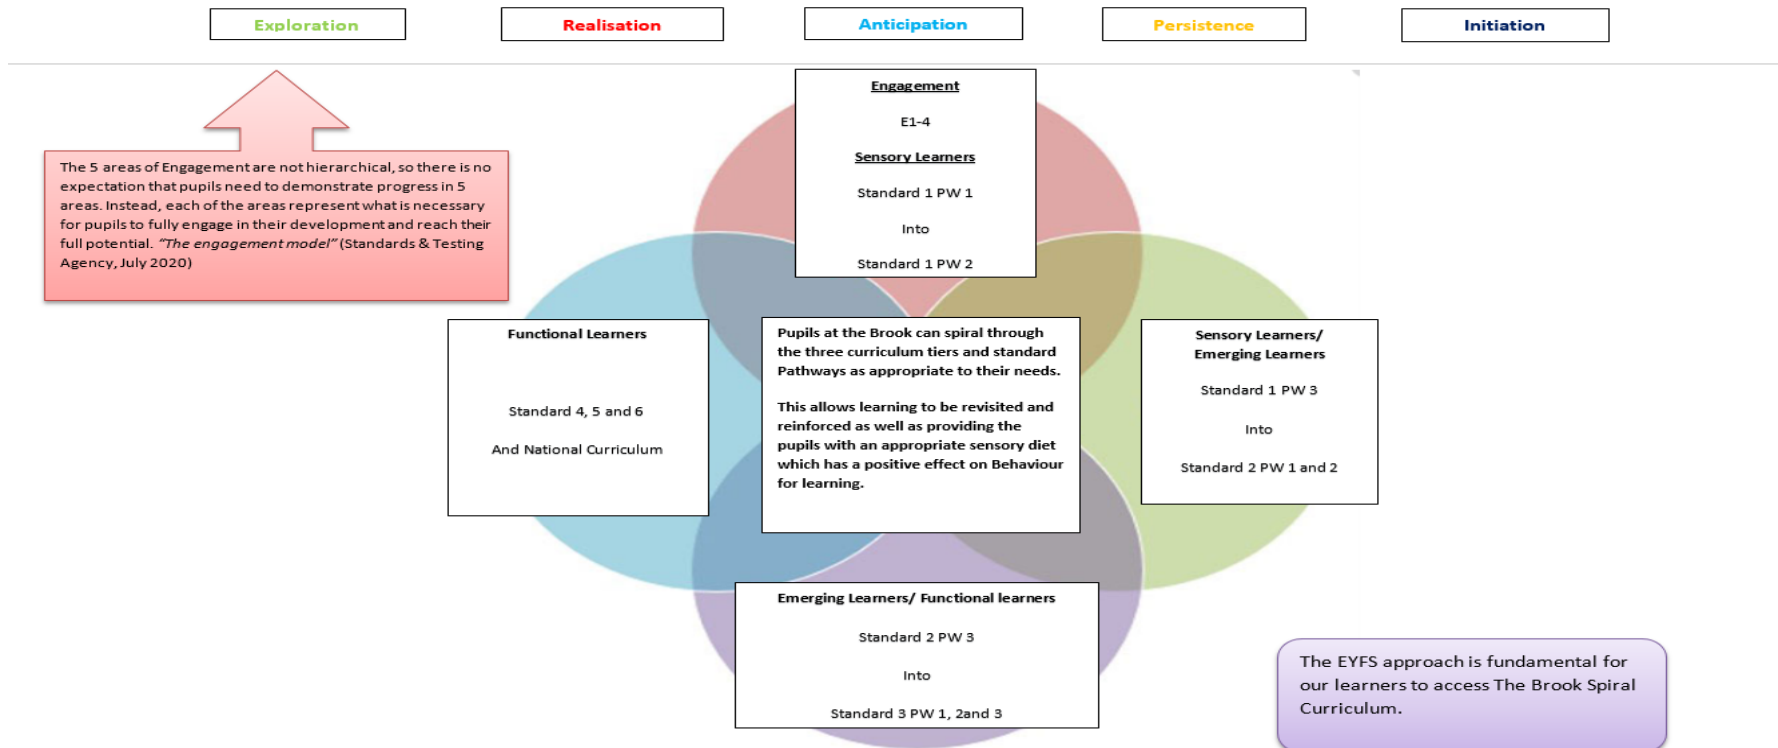 Exploration
Realisation
Anticipation
Persistence
Initiation
The 5 areas of Engagement are not hierarchical, so there is no
expectation that pupils need to demonstrate progress in 5
areas. Instead, each of the areas represent what is necessary
for pupils to fully engage in their development and reach their
full potential. “The engagement model” (Standards & Testing
Agency, July 2020)
Engagement
E1-4
Sensory Learners
Standard 1 PW 1
Into
Standard 1 PW 2
Functional Learners
Standard 4, 5 and 6
And National Curriculum
Pupils at the Brook can spiral through
the three curriculum tiers and standard
Pathways as appropriate to their needs.
This allows learning to be revisited and
reinforced as well as providing the
pupils with an appropriate sensory diet
which has a positive effect on Behaviour
for learning.
Sensory Learners/
Emerging Learners
Standard 1 PW 3
Into
Standard 2 PW 1 and 2
Emerging Learners/ Functional learners
Standard 2 PW 3
Into
Standard 3 PW 1, 2and 3
The EYFS approach is fundamental for
our learners to access The Brook Spiral
Curriculum.